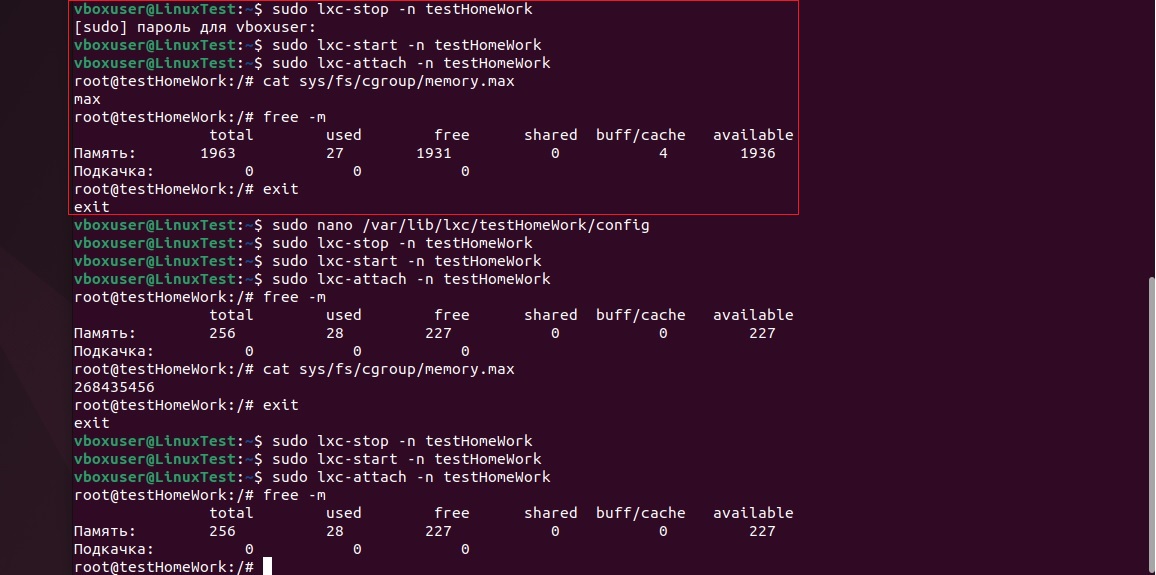 vboxuser@LinuxTest:~$ sudo lxc-stop -n testHomeWork
[sudo] пароль для vboxuser:
vboxuser@LinuxTest:~$ sudo lxc-start -n testHomeWork
vboxuser@LinuxTest:~$ sudo lxc-attach -n testHomeWork
root@testHomeWork:/# cat sys/fs/cgroup/memory.max
max
root@testHomeWork:/# free -m
total used free shared buff/cache available
Память: 1963 27 1931 0 4 1936
Подкачка: 0 0 0
root@testHomeWork:/# exit
exit
vboxuser@LinuxTest:~$ sudo nano /var/lib/lxc/testHomeWork/config
vboxuser@LinuxTest:~$ sudo lxc-stop -n testHomeWork
vboxuser@LinuxTest:~$ sudo lxc-start -n testHomeWork
vboxuser@LinuxTest:~$ sudo lxc-attach -n testHomeWork
root@testHomeWork:/# free -m
total used free shared buff/cache available
Память: 256 28 227 0 0 227
Подкачка: 0 0 0
root@testHomeWork:/# cat sys/fs/cgroup/memory.max
268435456
root@testHomeWork:/# exit
exit
vboxuser@LinuxTest:~$ sudo lxc-stop -n testHomeWork
vboxuser@LinuxTest:~$ sudo lxc-start -n testHomeWork
vboxuser@LinuxTest:~$ sudo lxc-attach -n testHomeWork
root@testHomeWork:/# free -m
total used free shared buff/cache available
Память: 256 28 227 0 0 227
Подкачка: 0 0 0
root@testHomeWork:/#